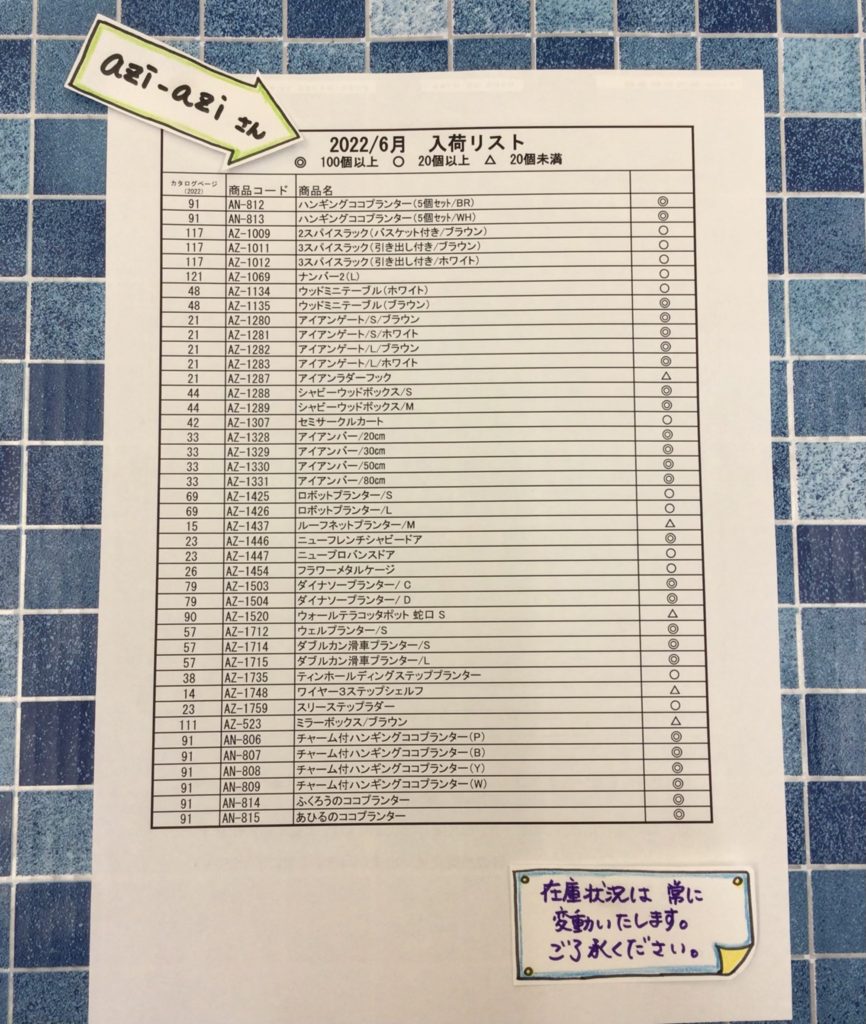 azi-azi さん
2022/6月 入荷リスト
◎ 100個以上 ○ 20個以上 △ 20個未満
カタログページ
(2022) 商品コード 商品名
91 AN-812 ハンギングココプランター(5個セット/BR) ◎
91 AN-813 ハンギングココプランター(5個セット/WH) ◎
117 AZ-1009 2スパイスラック(バスケット付き/ブラウン) ○
117 AZ-1011 3スパイスラック(引き出し付き/ブラウン) ○
117 AZ-1012 3スパイスラック(引き出し付き/ホワイト) ○
121 AZ-1069 ナンバー2(L) ○
48 AZ-1134 ウッドミニテーブル(ホワイト) ○
48 AZ-1135 ウッドミニテーブル(ブラウン) ◎
21 AZ-1280 アイアンゲート/S/ブラウン ◎
21 AZ-1281 アイアンゲート/S/ホワイト ◎
21 AZ-1282 アイアンゲート/L/ブラウン ◎
21 AZ-1283 アイアンゲート/L/ホワイト ◎
21 AZ-1287 アイアンラダーフック △
44 AZ-1288 シャビーウッドボックス/S ◎
44 AZ-1289 シャビーウッドボックス/M ◎
42 AZ-1307 セミサークルカート ○
33 AZ-1328 アイアンバー/20㎝ ◎
33 AZ-1329 アイアンバー/30㎝ ◎
33 AZ-1330 アイアンバー/50㎝ ◎
33 AZ-1331 アイアンバー/80㎝ ◎
69 AZ-1425 ロボットプランター/S ○
69 AZ-1426 ロボットプランター/L ○
15 AZ-1437 ルーフネットプランター/M △
23 AZ-1446 ニューフレンチシャビードア ◎
23 AZ-1447 ニュープロバンスドア ○
26 AZ-1454 フラワーメタルケージ ○
79 AZ-1503 ダイナソープランター/ C ◎
79 AZ-1504 ダイナソープランター/ D ◎
90 AZ-1520 ウォールテラコッタポット 蛇口 S △
57 AZ-1712 ウェルプランター/S ◎
57 AZ-1714 ダブルカン滑車プランター/S ◎
57 AZ-1715 ダブルカン滑車プランター/L ◎
38 AZ-1735 ティンホールディングステッププランター ○
14 AZ-1748 ワイヤー3ステップシェルフ △
23 AZ-1759 スリーステップラダー ○
111 AZ-523 ミラーボックス/ブラウン △
91 AN-806 チャーム付ハンギングココプランター(P) ◎
91 AN-807 チャーム付ハンギングココプランター(B) ◎
91 AN-808 チャーム付ハンギングココプランター(Y) ◎
91 AN-809 チャーム付ハンギングココプランター(W) ◎
91 AN-814 ふくろうのココプランター ◎
91 AN-815 あひるのココプランター ◎
在庫状況は 常に
変動いたします。
ご了承ください。